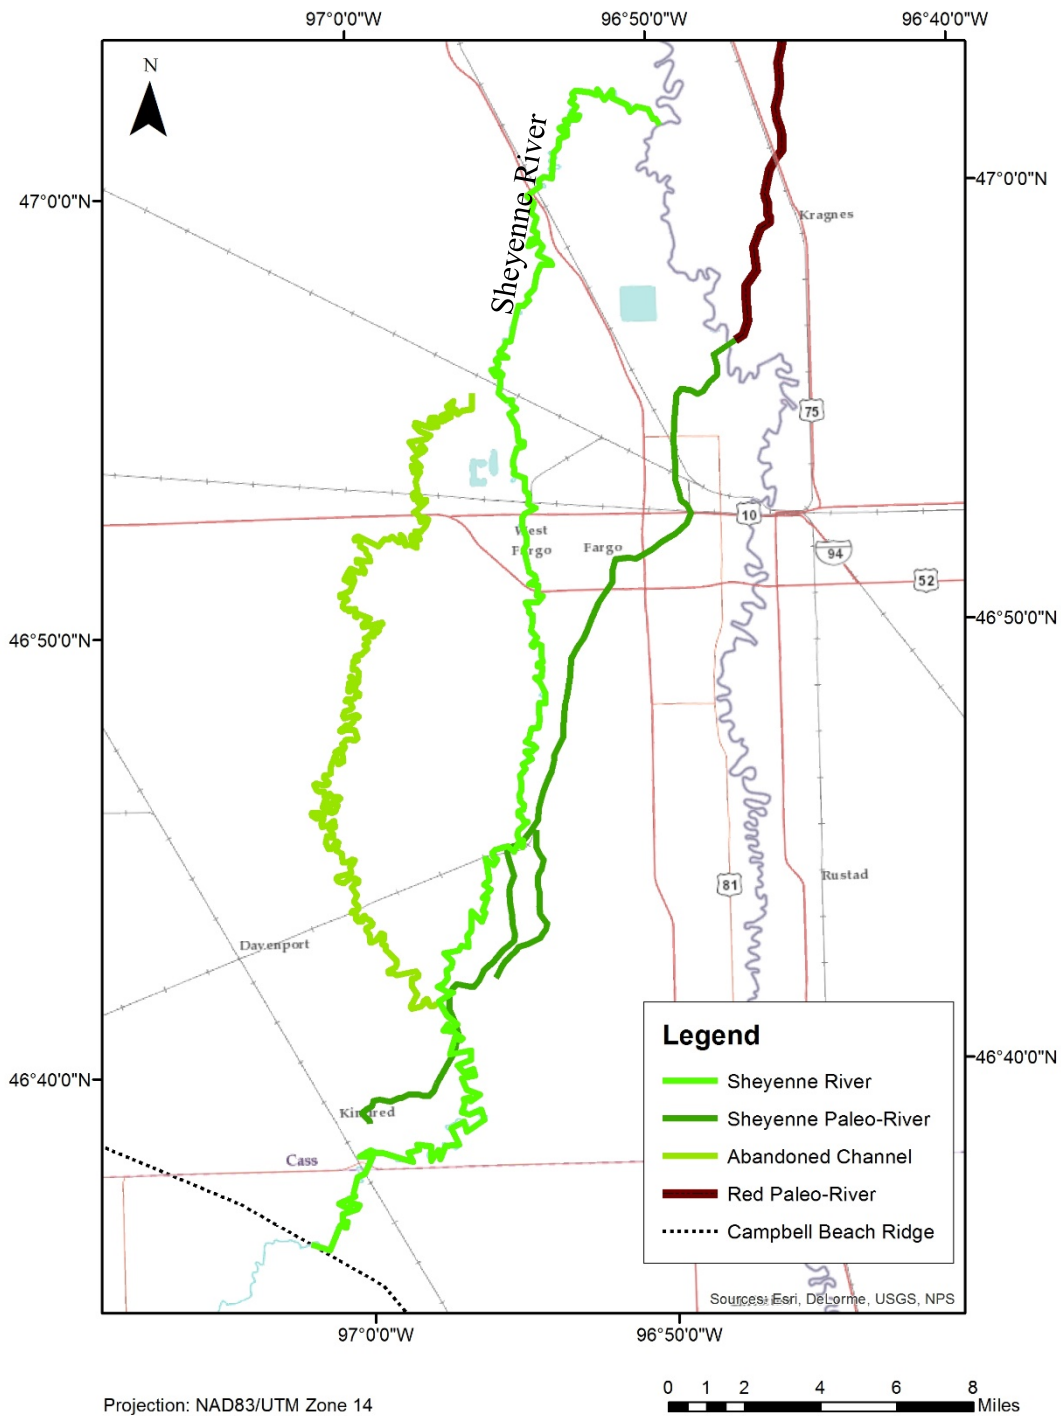 97°0'0"W
96°50'0"W
96°40'0"W
N
Sheyenne River
47°0'0"N
47°0'0"N
Kragnes
75
10
West
Fargo
Fargo
94
52
46°50'0"N
46°50'0"N
81
Rustad
Davenport
46°40'0"N
46°40'0"N
Kindred
Cass
Legend
Sheyenne River
Sheyenne Paleo-River
Abandoned Channel
Red Paleo-River
Campbell Beach Ridge
Sources: Esri, DeLorme, USGS, NPS
97°0'0"W
96°50'0"W
Projection: NAD83/UTM Zone 14
0 1 2 4 6 8
Miles